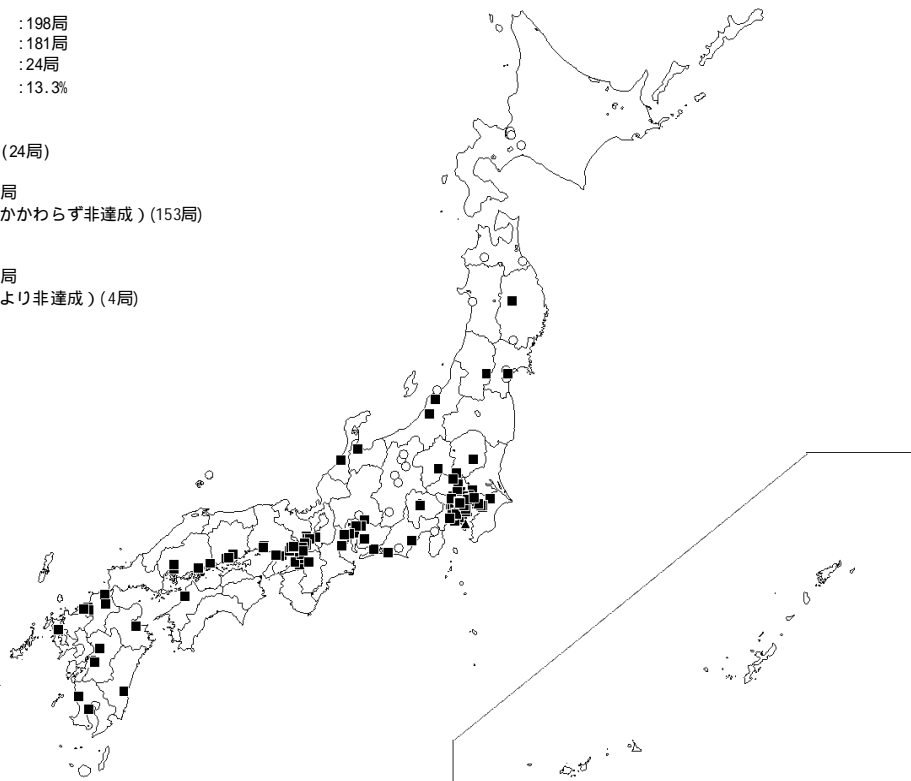 :198局
:181局
:24局
:13.3%
(24局)
局
かかわらず非達成)(153局)
局
より非達成)(4局)